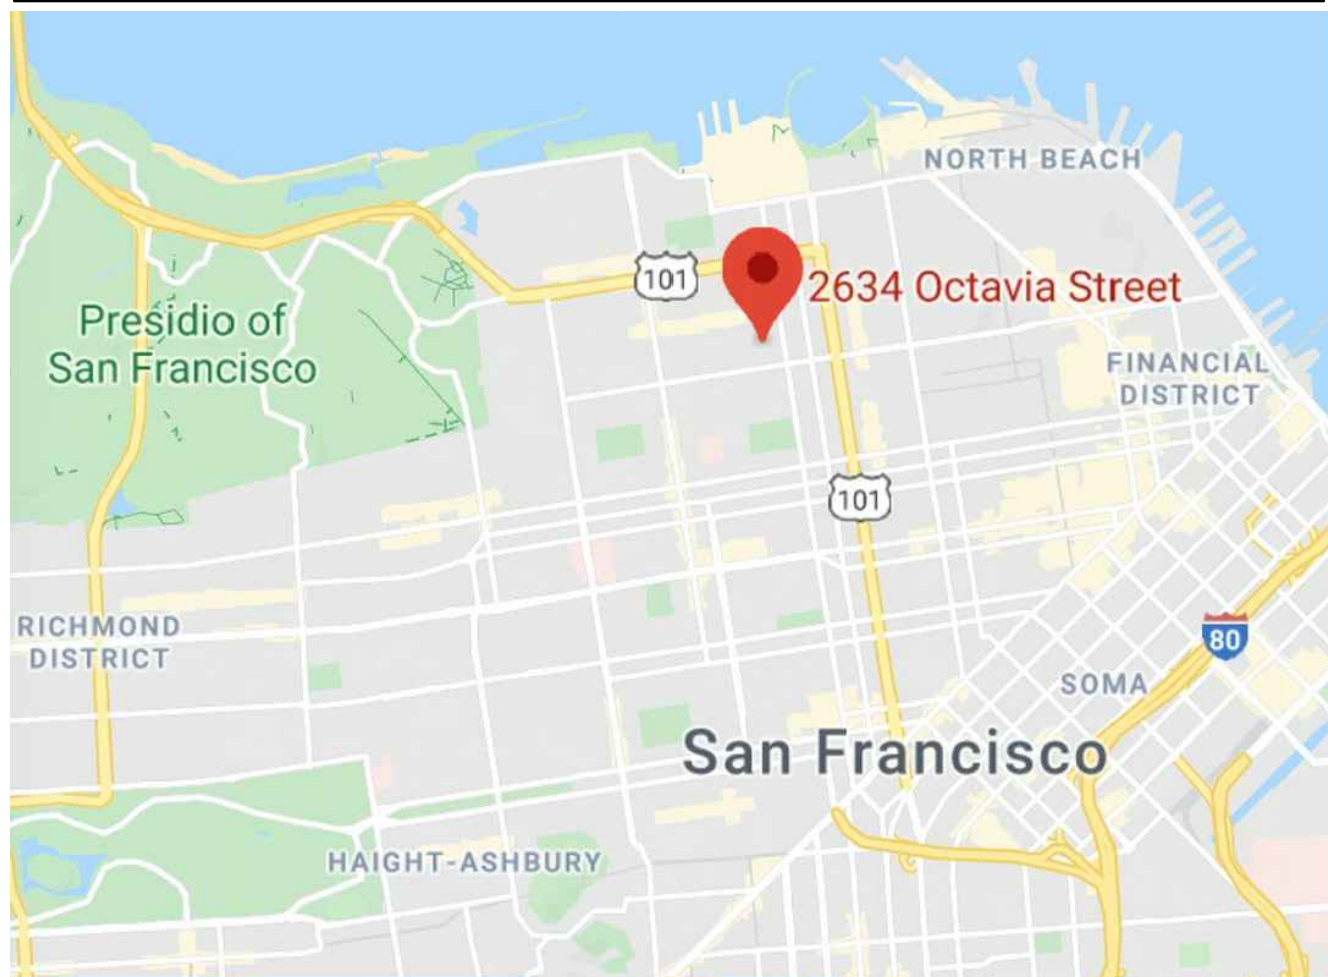 NORTH BEACH
101
2634 Octavia Street
Presidio of
San Francisco
FINANCIAL
DISTRICT
101
RICHMOND
DISTRICT
80
SOMA
San Francisco
HAIGHT-ASHBURY